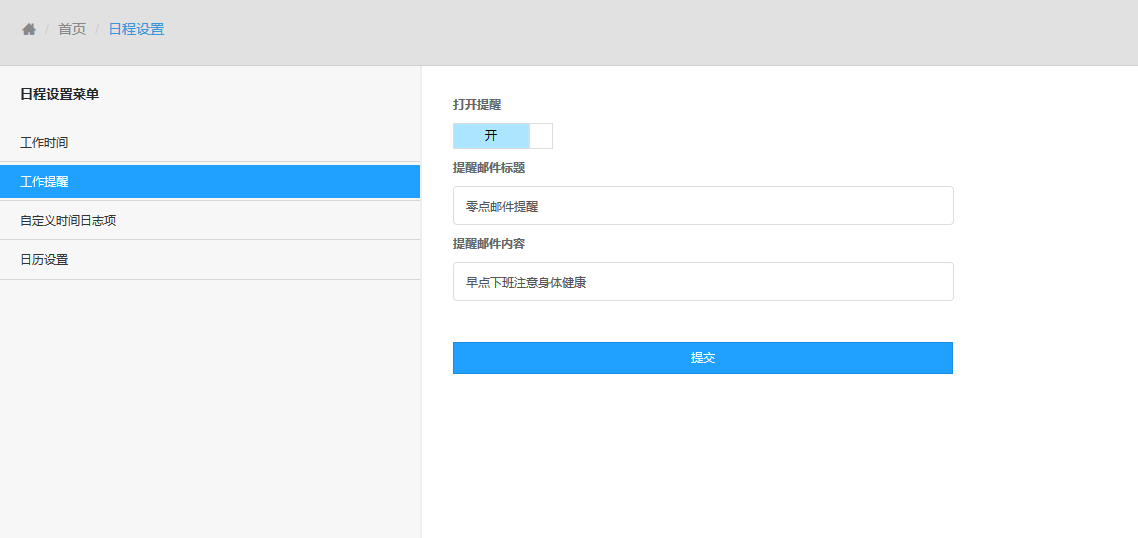 / 首页 / 日程设置
日程设置菜单
工作时间
工作提醒
自定义时间日志项
日历设置
打开提醒
开
提醒邮件标题
零点邮件提醒
提醒邮件内容
早点下班注意身体健康
提交